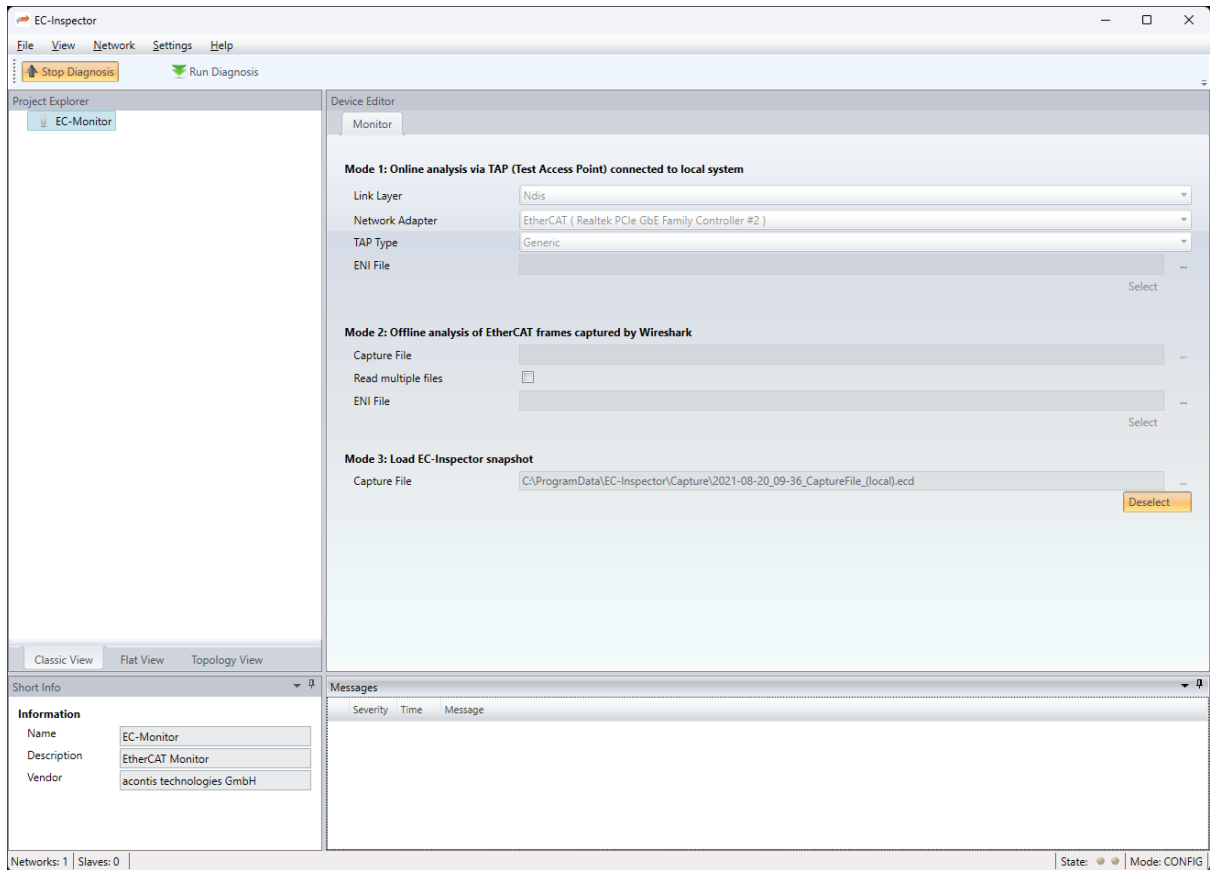 EC-Inspector
File View Network Settings Help
Stop Diagnosis Run Diagnosis
Project Explorer
EC-Monitor
Classic View Flat View Topology View
Device Editor
Monitor
Mode 1: Online analysis via TAP (Test Access Point) connected to local system
Link Layer Ndis
Network Adapter EtherCAT ( Realtek PCIe GbE Family Controller #2 )
TAP Type Generic
ENI File ...
Select
Mode 2: Offline analysis of EtherCAT frames captured by Wireshark
Capture File ...
Read multiple files
ENI File ...
Select
Mode 3: Load EC-Inspector snapshot
Capture File C:\ProgramData\EC-Inspector\Capture\2021-08-20_09-36_CaptureFile_(local).ecd ...
Deselect
Short Info
Information
Name EC-Monitor
Description EtherCAT Monitor
Vendor acontis technologies GmbH
Messages
Severity Time Message
Networks: 1 Slaves: 0 State: Mode: CONFIG